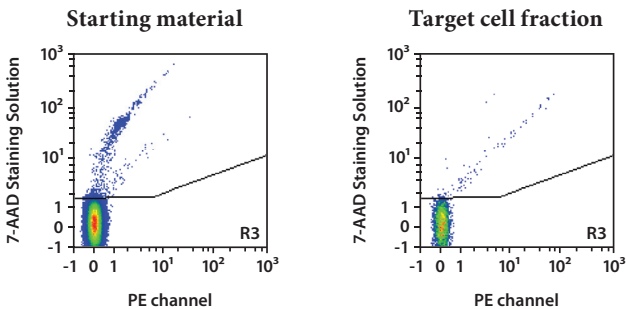 Starting material
7-AAD Staining Solution
10³
10²
10¹
1
0
-1
R3
-1 0 1 10¹ 10² 10³
PE channel
Target cell fraction
7-AAD Staining Solution
10³
10²
10¹
1
0
-1
R3
-1 0 1 10¹ 10² 10³
PE channel